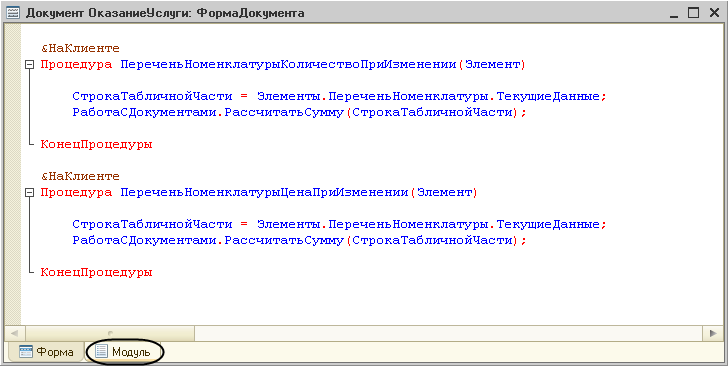 Документ ОказаниеУслуги: ФормаДокумента
&НаКлиенте
Процедура ПереченьНоменклатурыКоличествоПриИзменении(Элемент)
СтрокаТабличнойЧасти = Элементы.ПереченьНоменклатуры.ТекущиеДанные;
РаботаСДокументами.РассчитатьСумму(СтрокаТабличнойЧасти);
КонецПроцедуры
&НаКлиенте
Процедура ПереченьНоменклатурыЦенаПриИзменении(Элемент)
СтрокаТабличнойЧасти = Элементы.ПереченьНоменклатуры.ТекущиеДанные;
РаботаСДокументами.РассчитатьСумму(СтрокаТабличнойЧасти);
КонецПроцедуры
Форма Модуль